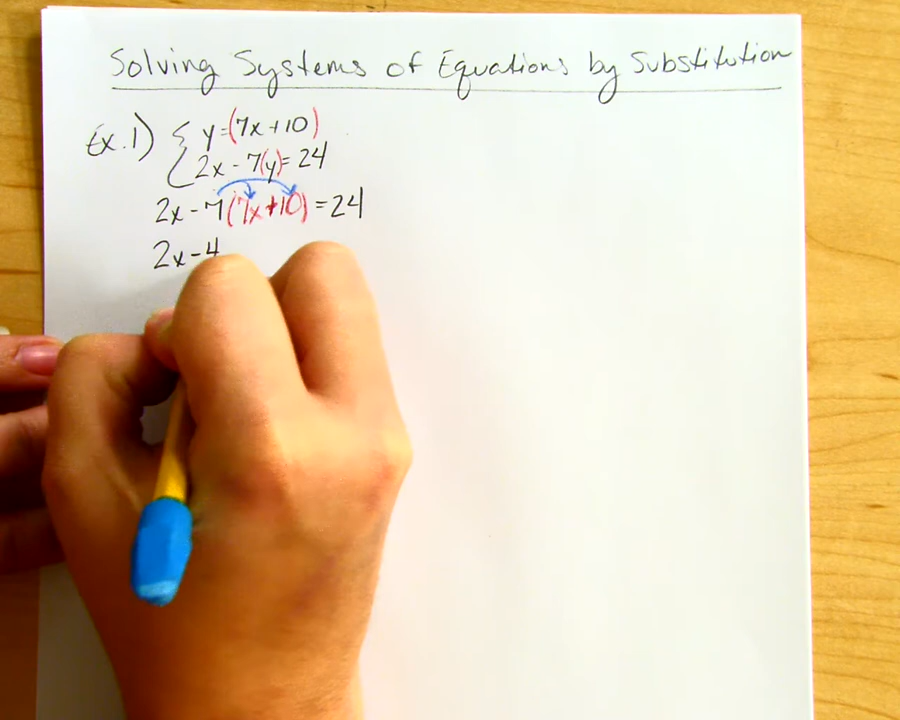 Solving Systems of Equations by Substitution
Ex. 1) { y=(7x+10)
2x - 7(y)= 24
2x - 7(7x+10) = 24
2x - 4